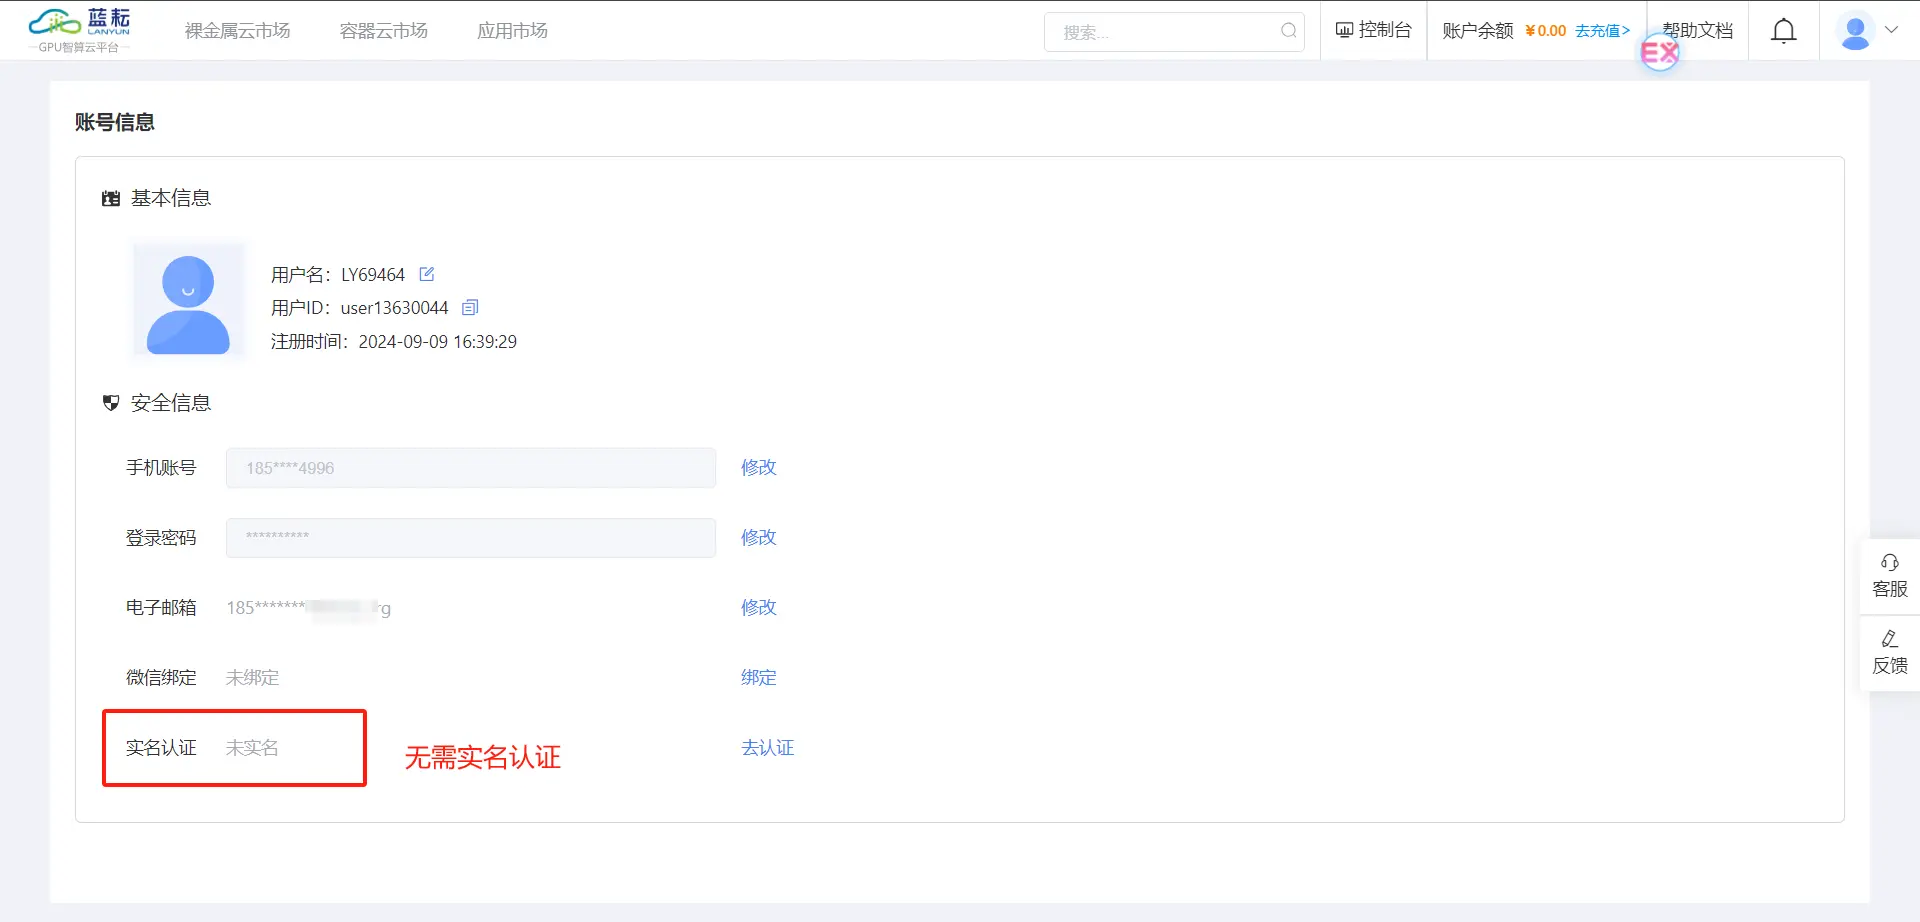 蓝耘
LANYUN
GPU智算云平台
裸金属云市场
容器云市场
应用市场
搜索...
控制台
账户余额 ¥0.00 去充值>
帮助文档
EX
账号信息
基本信息
用户名：LY69464
用户ID：user13630044
注册时间：2024-09-09 16:39:29
安全信息
手机账号 185****4996 修改
登录密码 ********** 修改
电子邮箱 185******* rg 修改
微信绑定 未绑定 绑定
实名认证 未实名 无需实名认证 去认证
客服
反馈